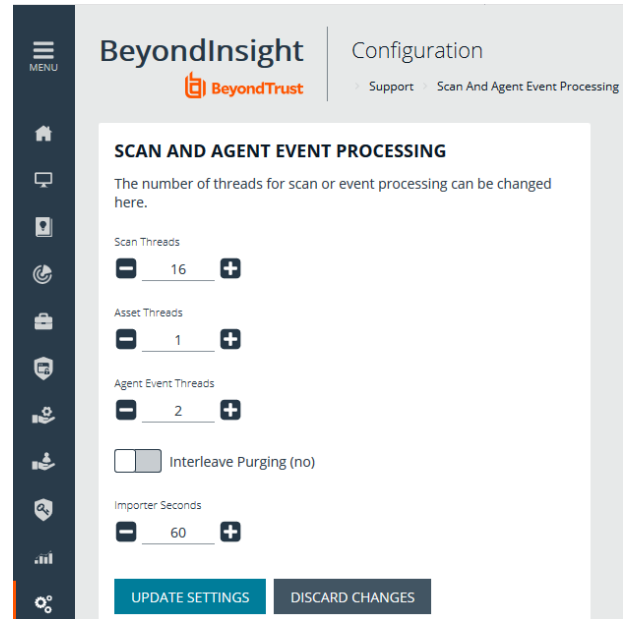 MENU
BeyondInsight
BeyondTrust
Configuration
Support
Scan And Agent Event Processing
SCAN AND AGENT EVENT PROCESSING
The number of threads for scan or event processing can be changed
here.
Scan Threads
16
Asset Threads
1
Agent Event Threads
2
Interleave Purging (no)
Importer Seconds
60
UPDATE SETTINGS
DISCARD CHANGES